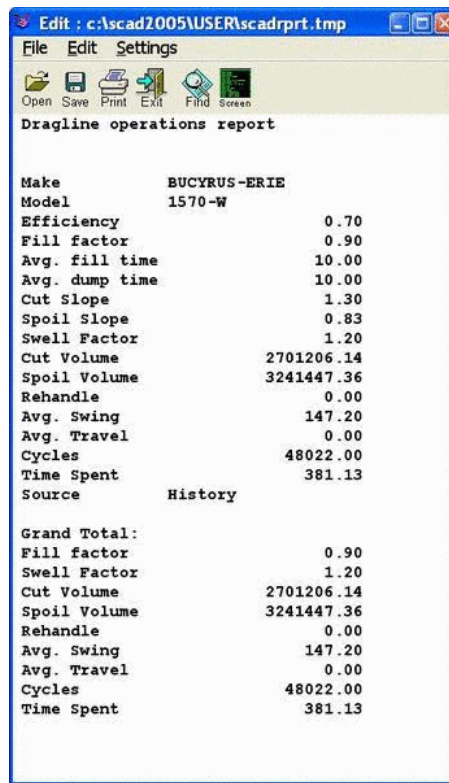 Edit : c:\scad2005\USER\scadrprt.tmp
File Edit Settings
Open Save Print Exit Find Screen
Dragline operations report
Make BUCYRUS-ERIE
Model 1570-W
Efficiency 0.70
Fill factor 0.90
Avg. fill time 10.00
Avg. dump time 10.00
Cut Slope 1.30
Spoil Slope 0.83
Swell Factor 1.20
Cut Volume 2701206.14
Spoil Volume 3241447.36
Rehandle 0.00
Avg. Swing 147.20
Avg. Travel 0.00
Cycles 48022.00
Time Spent 381.13
Source History
Grand Total:
Fill factor 0.90
Swell Factor 1.20
Cut Volume 2701206.14
Spoil Volume 3241447.36
Rehandle 0.00
Avg. Swing 147.20
Avg. Travel 0.00
Cycles 48022.00
Time Spent 381.13